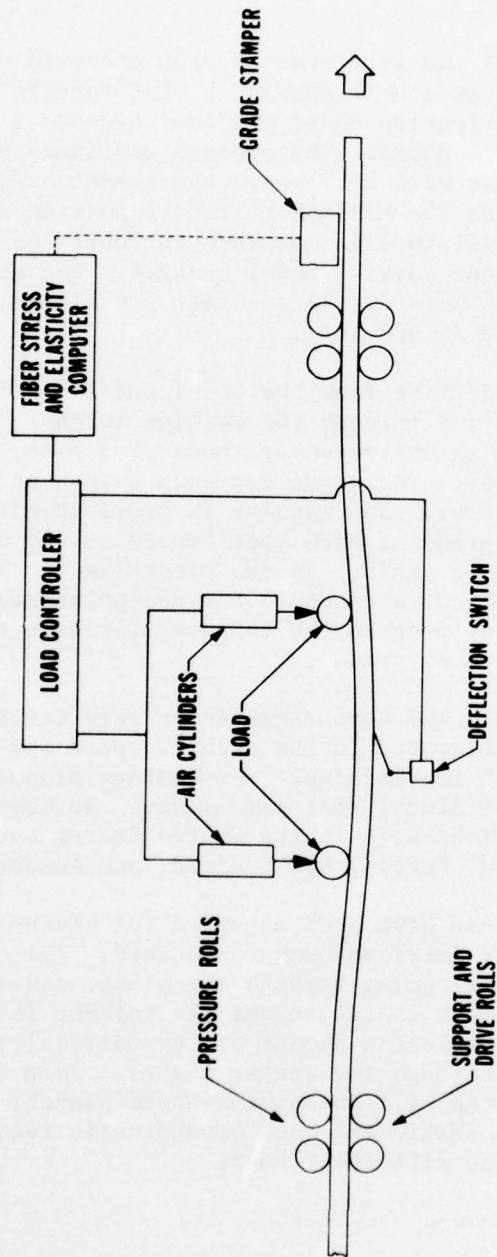 FIBER STRESS
AND ELASTICITY
COMPUTER
LOAD CONTROLLER
GRADE STAMPER
AIR CYLINDERS
LOAD
PRESSURE ROLLS
DEFLECTION SWITCH
SUPPORT AND
DRIVE ROLLS